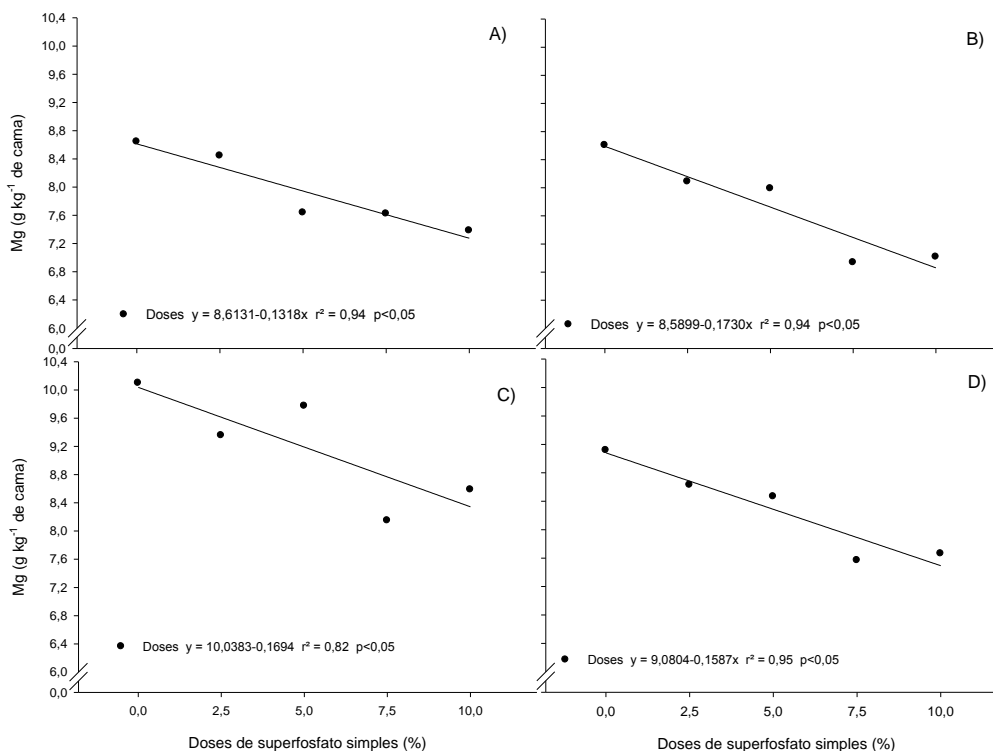 A)
B)
10,4
10,0
9,6
9,2
8,8
8,4
8,0
7,6
7,2
6,8
6,4
6,0
0,0
Mg (g kg⁻¹ de cama)
Doses y = 8,6131-0,1318x r² = 0,94 p<0,05
Doses y = 8,5899-0,1730x r² = 0,94 p<0,05
C)
D)
10,4
10,0
9,6
9,2
8,8
8,4
8,0
7,6
7,2
6,8
6,4
6,0
0,0
Mg (g kg⁻¹ de cama)
Doses y = 10,0383-0,1694 r² = 0,82 p<0,05
Doses y = 9,0804-0,1587x r² = 0,95 p<0,05
0,0 2,5 5,0 7,5 10,0
0,0 2,5 5,0 7,5 10,0
Doses de superfosfato simples (%)
Doses de superfosfato simples (%)